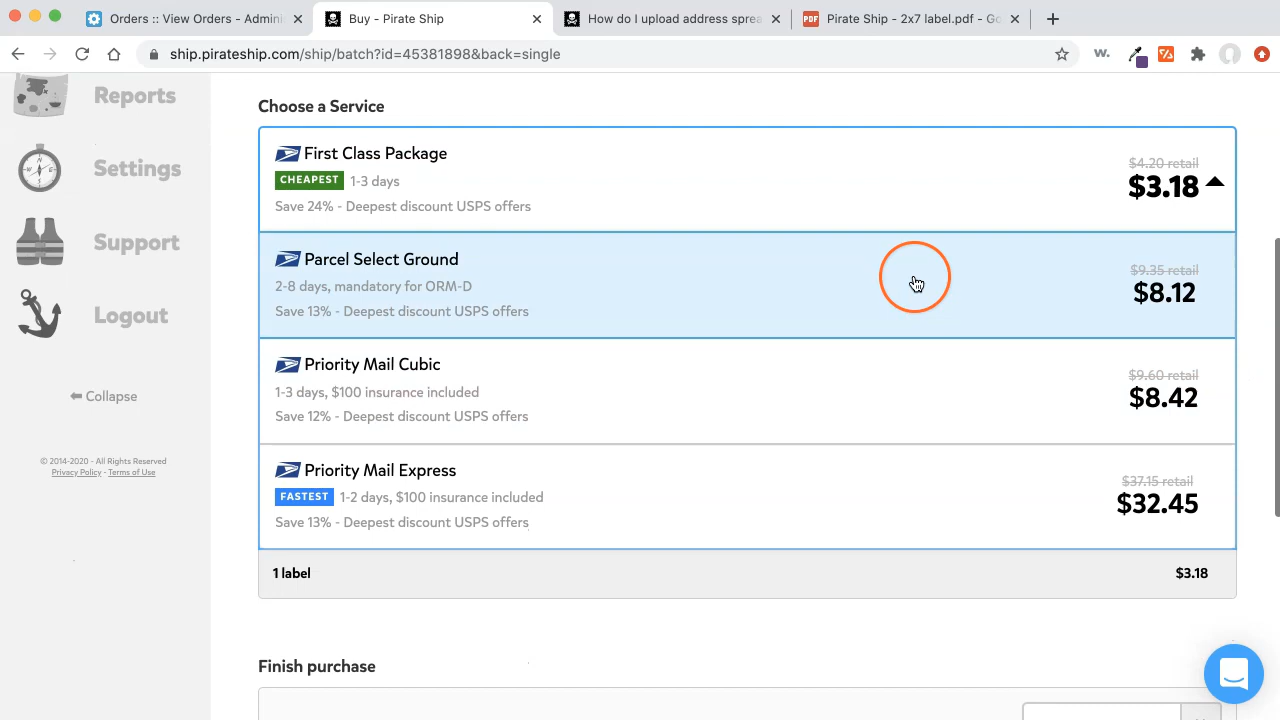 Orders :: View Orders - Admini
Buy - Pirate Ship
How do I upload address sprea
PDF
Pirate Ship - 2x7 label.pdf - Go
ship.pirateship.com/ship/batch?id=45381898&back=single
W.
Reports
Settings
Support
Logout
Collapse
© 2014-2020 - All Rights Reserved
Privacy Policy - Terms of Use
Choose a Service
First Class Package
$4.20 retail
CHEAPEST 1-3 days
$3.18
Save 24% - Deepest discount USPS offers
Parcel Select Ground
$9.35 retail
2-8 days, mandatory for ORM-D
$8.12
Save 13% - Deepest discount USPS offers
Priority Mail Cubic
$9.60 retail
1-3 days, $100 insurance included
$8.42
Save 12% - Deepest discount USPS offers
Priority Mail Express
$37.15 retail
FASTEST 1-2 days, $100 insurance included
$32.45
Save 13% - Deepest discount USPS offers
1 label
$3.18
Finish purchase